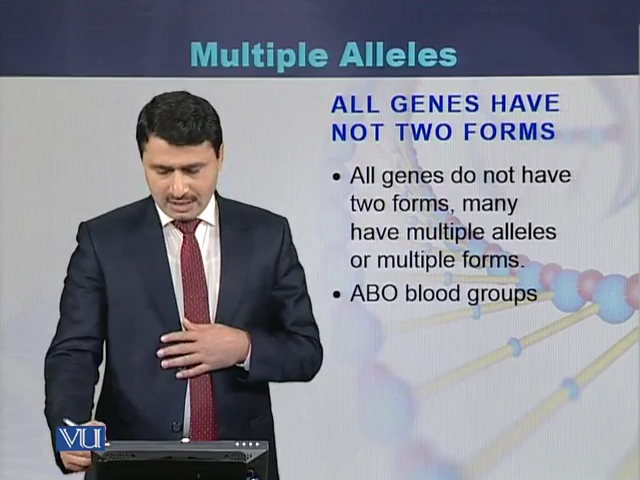 Multiple Alleles
ALL GENES HAVE
NOT TWO FORMS
• All genes do not have
two forms, many
have multiple alleles
or multiple forms.
• ABO blood groups
VU